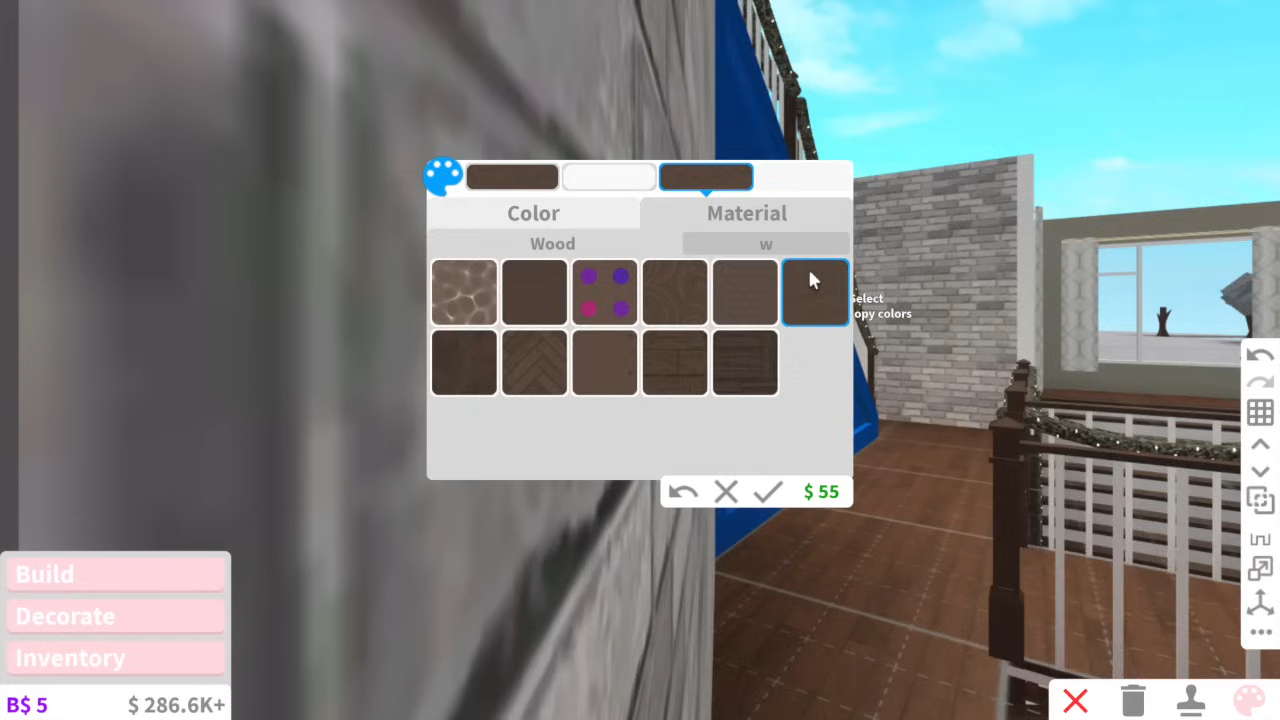 Color
Material
Wood
w
Select
opy colors
$ 55
Build
Decorate
Inventory
B$ 5
$ 286.6K+